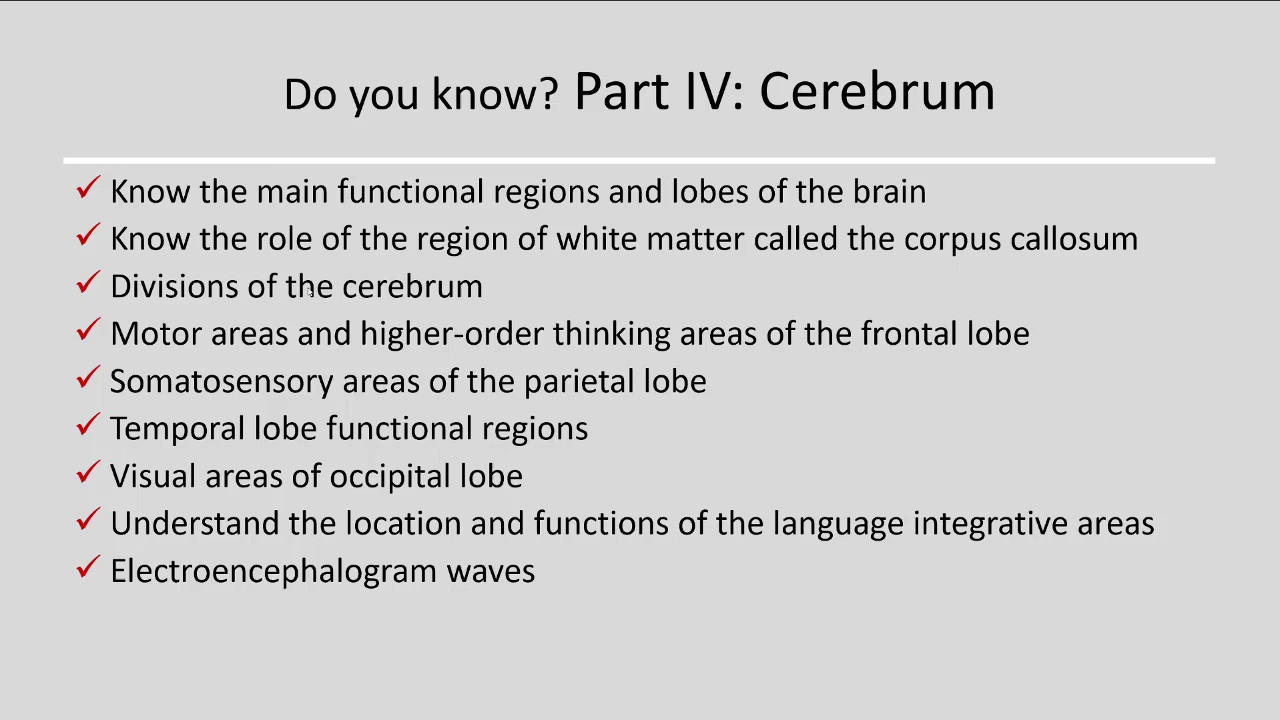 Do you know? Part IV: Cerebrum
Know the main functional regions and lobes of the brain
Know the role of the region of white matter called the corpus callosum
Divisions of the cerebrum
Motor areas and higher-order thinking areas of the frontal lobe
Somatosensory areas of the parietal lobe
Temporal lobe functional regions
Visual areas of occipital lobe
Understand the location and functions of the language integrative areas
Electroencephalogram waves